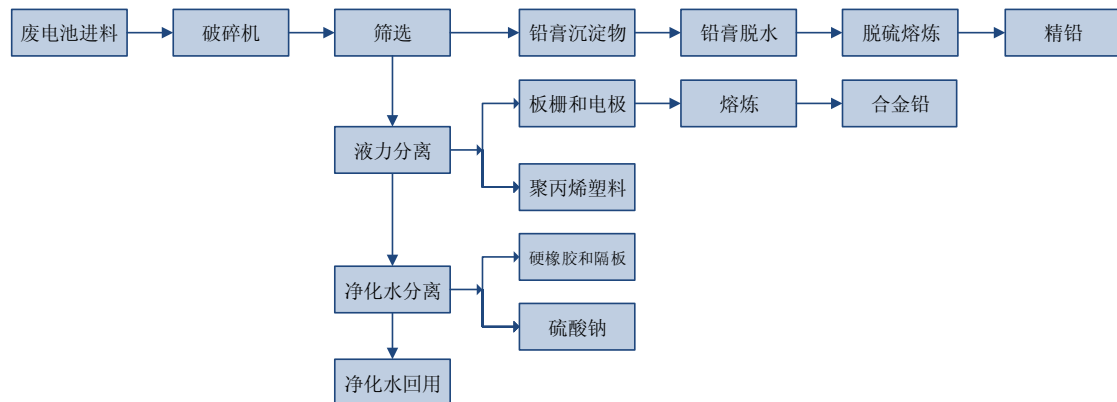 废电池进料
破碎机
筛选
铅膏沉淀物
铅膏脱水
脱硫熔炼
精铅
板栅和电极
熔炼
合金铅
液力分离
聚丙烯塑料
硬橡胶和隔板
净化水分离
硫酸钠
净化水回用